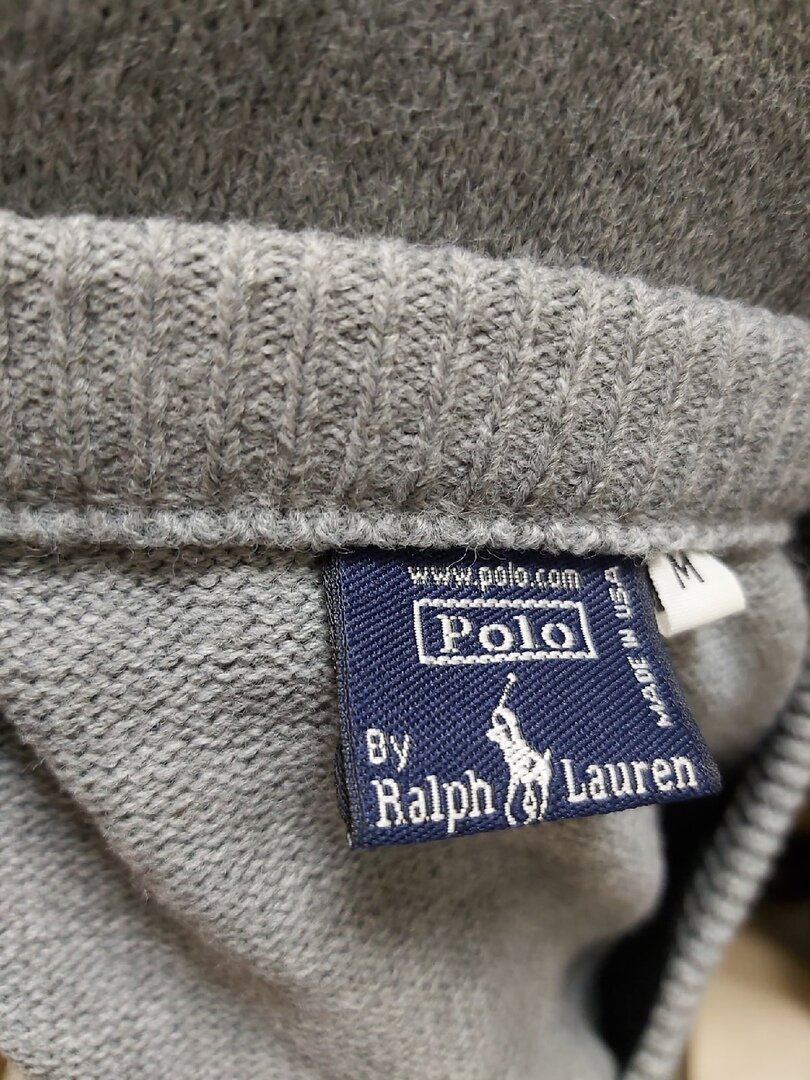 www.polo.com
Polo
By
Ralph Lauren
MADE IN USA
M